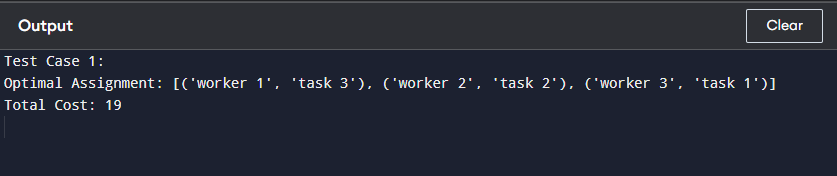 Output
Clear
Test Case 1:
Optimal Assignment: [('worker 1', 'task 3'), ('worker 2', 'task 2'), ('worker 3', 'task 1')]
Total Cost: 19